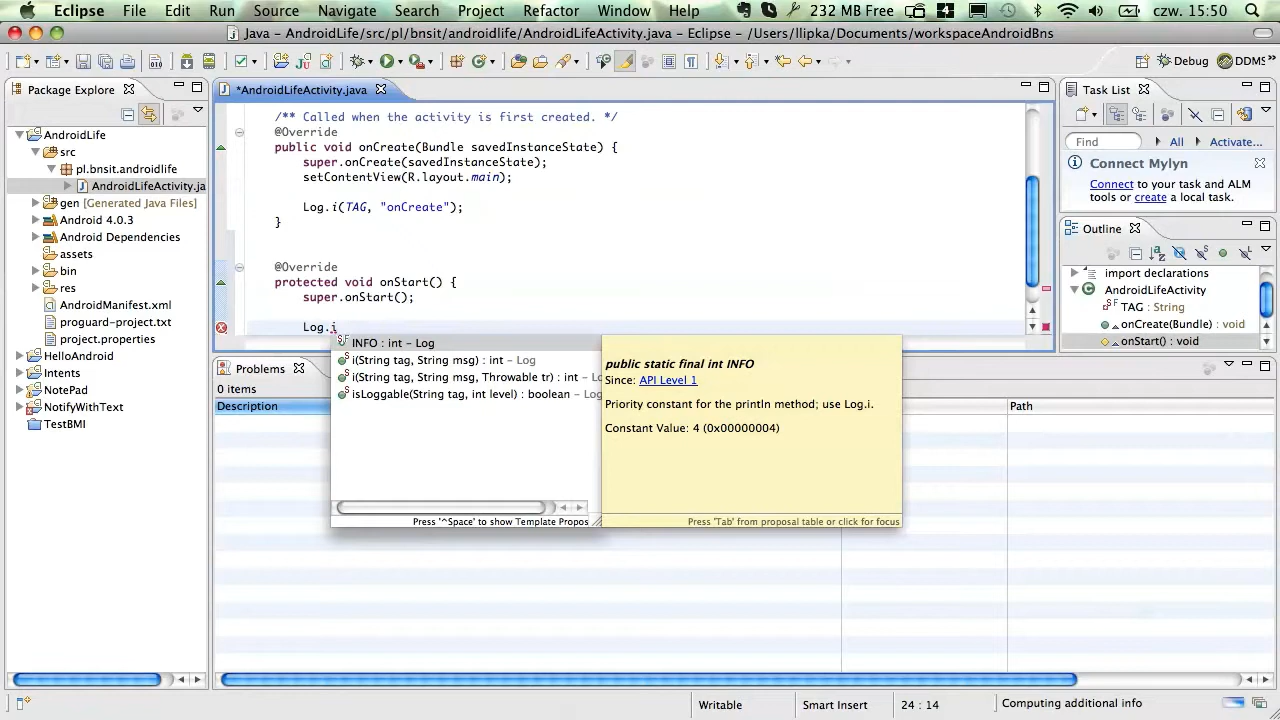 Eclipse File Edit Run Source Navigate Search Project Refactor Window Help 232 MB Free czw. 15:50
Java – AndroidLife/src/pl/bnsit/androidlife/AndroidLifeActivity.java – Eclipse – /Users/llipka/Documents/workspaceAndroidBns
Debug DDMS »
Package Explore
AndroidLife
src
pl.bnsit.androidlife
AndroidLifeActivity.ja
gen [Generated Java Files]
Android 4.0.3
Android Dependencies
assets
bin
res
AndroidManifest.xml
proguard-project.txt
project.properties
HelloAndroid
Intents
NotePad
NotifyWithText
TestBMI
*AndroidLifeActivity.java
/** Called when the activity is first created. */
@Override
public void onCreate(Bundle savedInstanceState) {
super.onCreate(savedInstanceState);
setContentView(R.layout.main);
Log.i(TAG, "onCreate");
}
@Override
protected void onStart() {
super.onStart();
Log.i
INFO : int – Log
i(String tag, String msg) : int – Log
i(String tag, String msg, Throwable tr) : int – Lo
isLoggable(String tag, int level) : boolean – Log
Press '^Space' to show Template Propos
public static final int INFO
Since: API Level 1
Priority constant for the println method; use Log.i.
Constant Value: 4 (0x00000004)
Press 'Tab' from proposal table or click for focus
Task List
Find All Activate...
Connect Mylyn
Connect to your task and ALM
tools or create a local task.
Outline
import declarations
AndroidLifeActivity
TAG : String
onCreate(Bundle) : void
onStart() : void
Problems
0 items
Description Path
Writable Smart Insert 24 : 14 Computing additional info